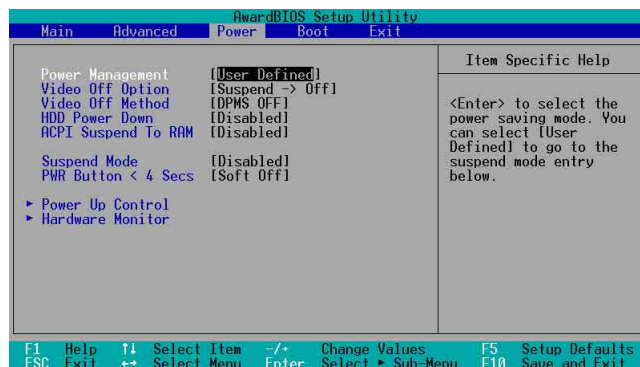 AwardBIOS Setup Utility
Main Advanced Power Boot Exit
Item Specific Help
Power Management [User Defined]
Video Off Option [Suspend -> Off]
Video Off Method [DPMS OFF]
HDD Power Down [Disabled]
ACPI Suspend To RAM [Disabled]
Suspend Mode [Disabled]
PWR Button < 4 Secs [Soft Off]
► Power Up Control
► Hardware Monitor
<Enter> to select the
power saving mode. You
can select [User
Defined] to go to the
suspend mode entry
below.
F1 Help ↑↓ Select Item -/+ Change Values F5 Setup Defaults
ESC Exit ←→ Select Menu Enter Select ► Sub-Menu F10 Save and Exit